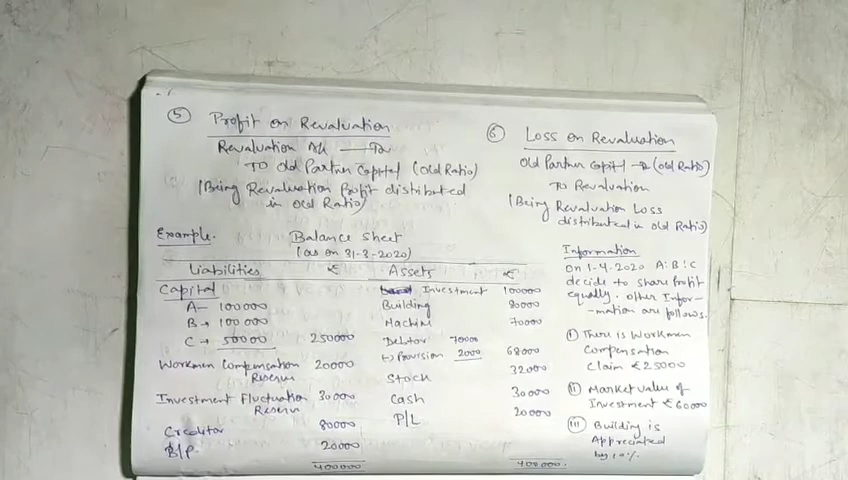 ⑤ Profit on Revaluation
Revaluation A/c — Dr
To Old Partner Capital (Old Ratio)
(Being Revaluation Profit distributed
in Old Ratio)
⑥ Loss on Revaluation
Old Partner Capital Dr (Old Ratio)
To Revaluation
(Being Revaluation Loss
distributed in Old Ratio)
Example.
Balance Sheet
(as on 31-3-2020)
Liabilities ₹ Assets ₹
Capital Investment 100000
A- 100000 Building 80000
B → 100000 Machine 70000
C → 50000 250000 Debtor 70000
to Provision 2000 68000
Workmen Compensation 20000
Reserve Stock 32000
Investment Fluctuation 30000 Cash 30000
Reserve P/L 20000
Creditor 80000
B/P. 20000
400000 400000.
Information
On 1-4-2020 A:B:C
decide to share Profit
equally. Other Infor-
-mation are follows.
(I) There is Workmen
Compensation
Claim ₹ 25000
(II) Market value of
Investment ₹ 60000
(III) Building is
Appreciated
by 10%.